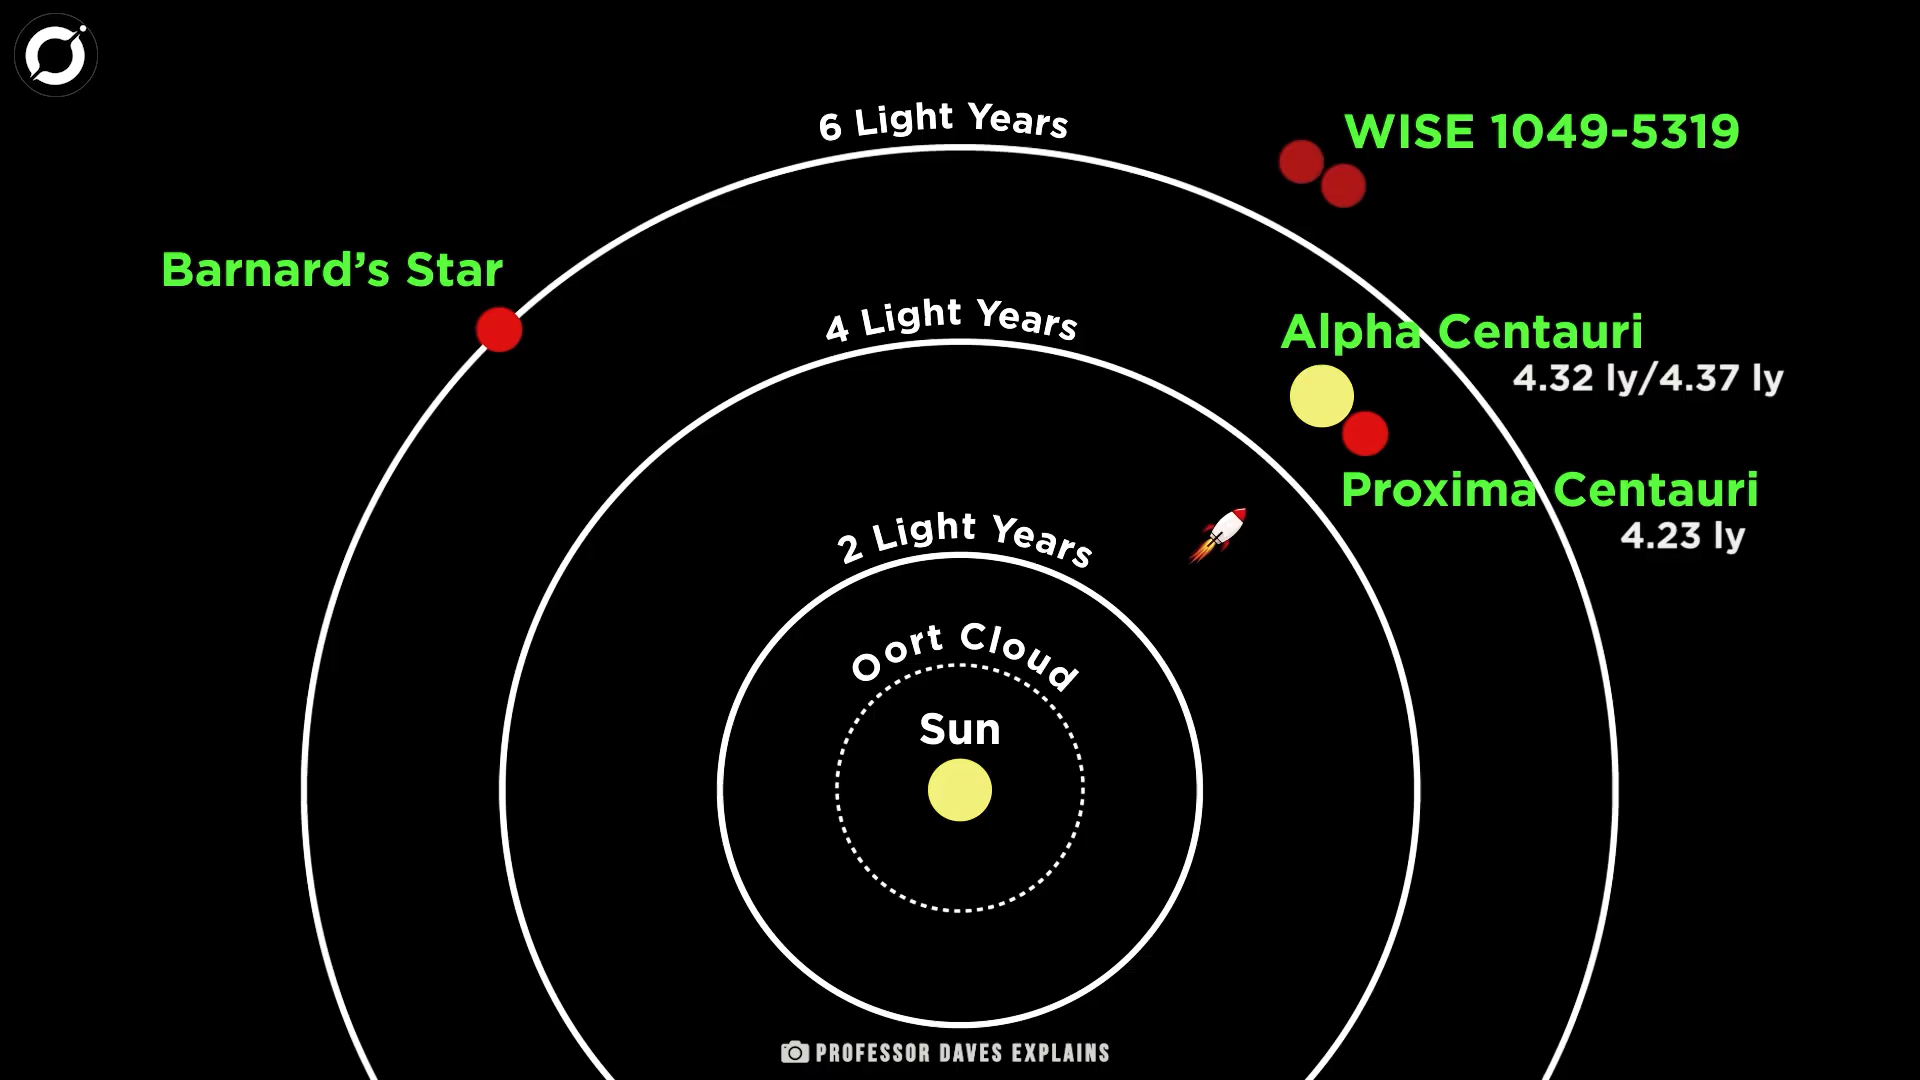 6 Light Years
WISE 1049-5319
Barnard’s Star
4 Light Years
Alpha Centauri
4.32 ly/4.37 ly
Proxima Centauri
4.23 ly
2 Light Years
Oort Cloud
Sun
PROFESSOR DAVES EXPLAINS